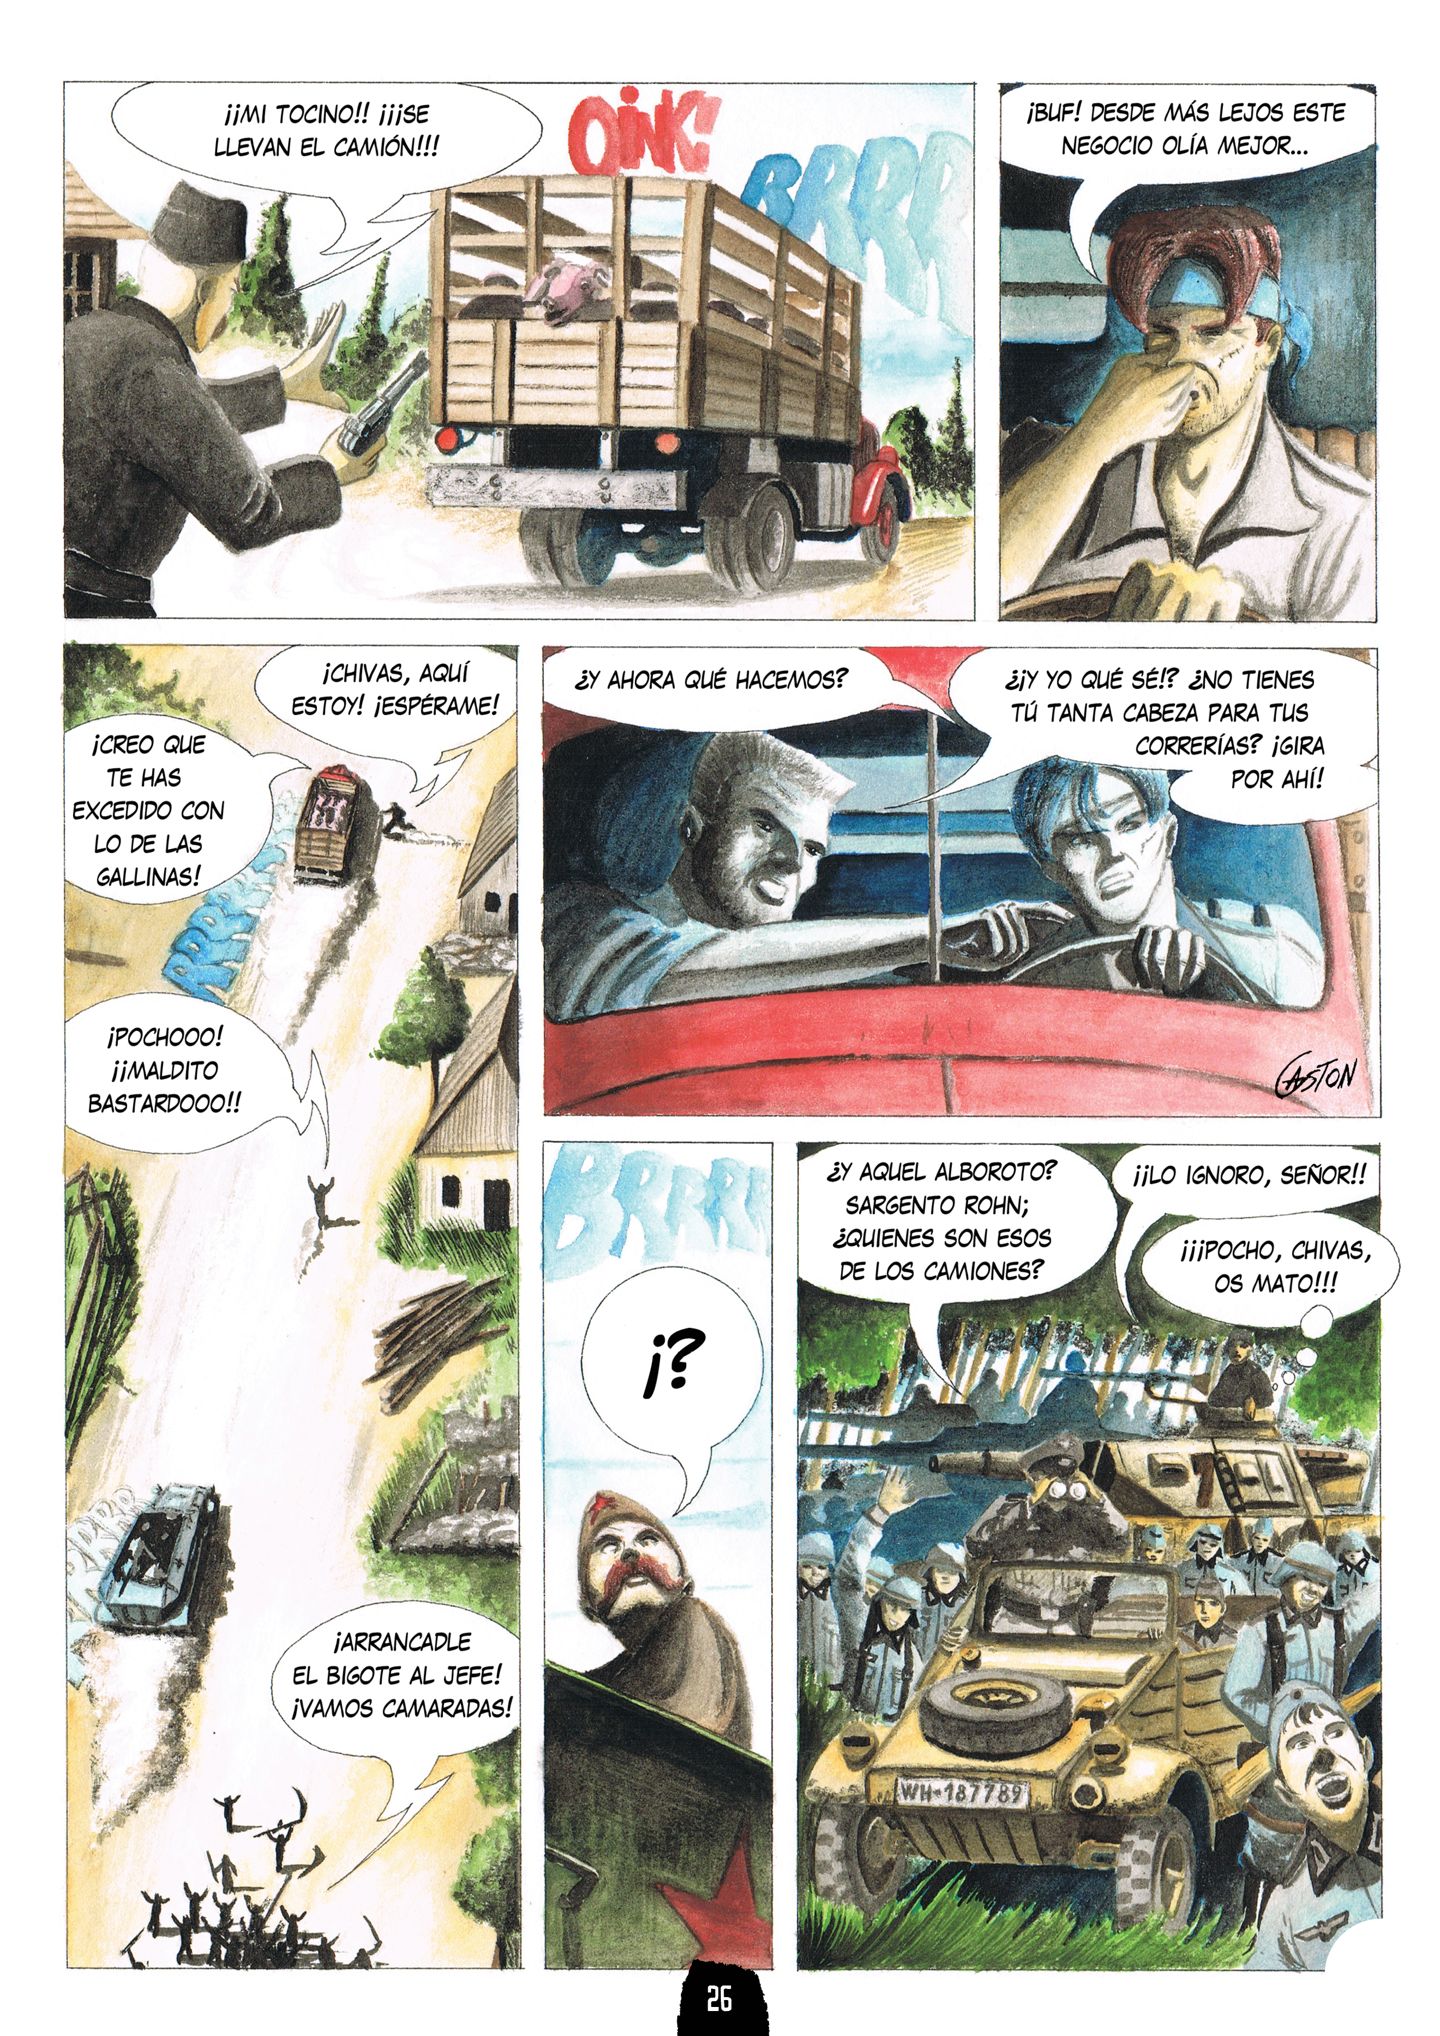 ¡¡MI TOCINO!! ¡¡¡SE
LLEVAN EL CAMIÓN!!!
OiNK!
BRRRR
¡BUF! DESDE MÁS LEJOS ESTE
NEGOCIO OLÍA MEJOR...
¡CHIVAS, AQUÍ
ESTOY! ¡ESPÉRAME!
¡CREO QUE
TE HAS
EXCEDIDO CON
LO DE LAS
GALLINAS!
¡POCHOOO!
¡¡MALDITO
BASTARDOOO!!
¡ARRANCADLE
EL BIGOTE AL JEFE!
¡VAMOS CAMARADAS!
¿Y AHORA QUÉ HACEMOS?
¿¡Y YO QUÉ SÉ!? ¿NO TIENES
TÚ TANTA CABEZA PARA TUS
CORRERÍAS? ¡GIRA
POR AHÍ!
GASTON
BRRRR
¡?
¿Y AQUEL ALBOROTO?
SARGENTO ROHN;
¿QUIENES SON ESOS
DE LOS CAMIONES?
¡¡LO IGNORO, SEÑOR!!
¡¡¡POCHO, CHIVAS,
OS MATO!!!
WH-187789
26